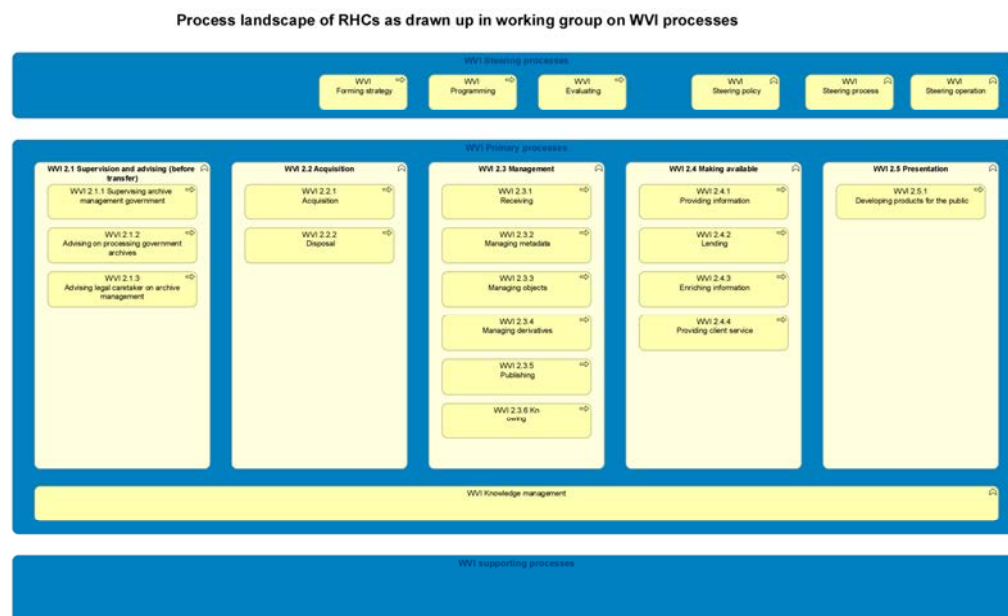 Process landscape of RHCs as drawn up in working group on WVI processes
WVI Steering processes
WVI
Forming strategy
WVI
Programming
WVI
Evaluating
WVI
Steering policy
WVI
Steering process
WVI
Steering operation
WVI Primary processes
WVI 2.1 Supervision and advising (before
transfer)
WVI 2.1.1 Supervising archive
management government
WVI 2.1.2
Advising on processing government
archives
WVI 2.1.3
Advising legal caretaker on archive
management
WVI 2.2 Acquisition
WVI 2.2.1
Acquisition
WVI 2.2.2
Disposal
WVI 2.3 Management
WVI 2.3.1
Receiving
WVI 2.3.2
Managing metadata
WVI 2.3.3
Managing objects
WVI 2.3.4
Managing derivatives
WVI 2.3.5
Publishing
WVI 2.3.6 Kn
owing
WVI 2.4 Making available
WVI 2.4.1
Providing information
WVI 2.4.2
Lending
WVI 2.4.3
Enriching information
WVI 2.4.4
Providing client service
WVI 2.5 Presentation
WVI 2.5.1
Developing products for the public
WVI Knowledge management
WVI supporting processes